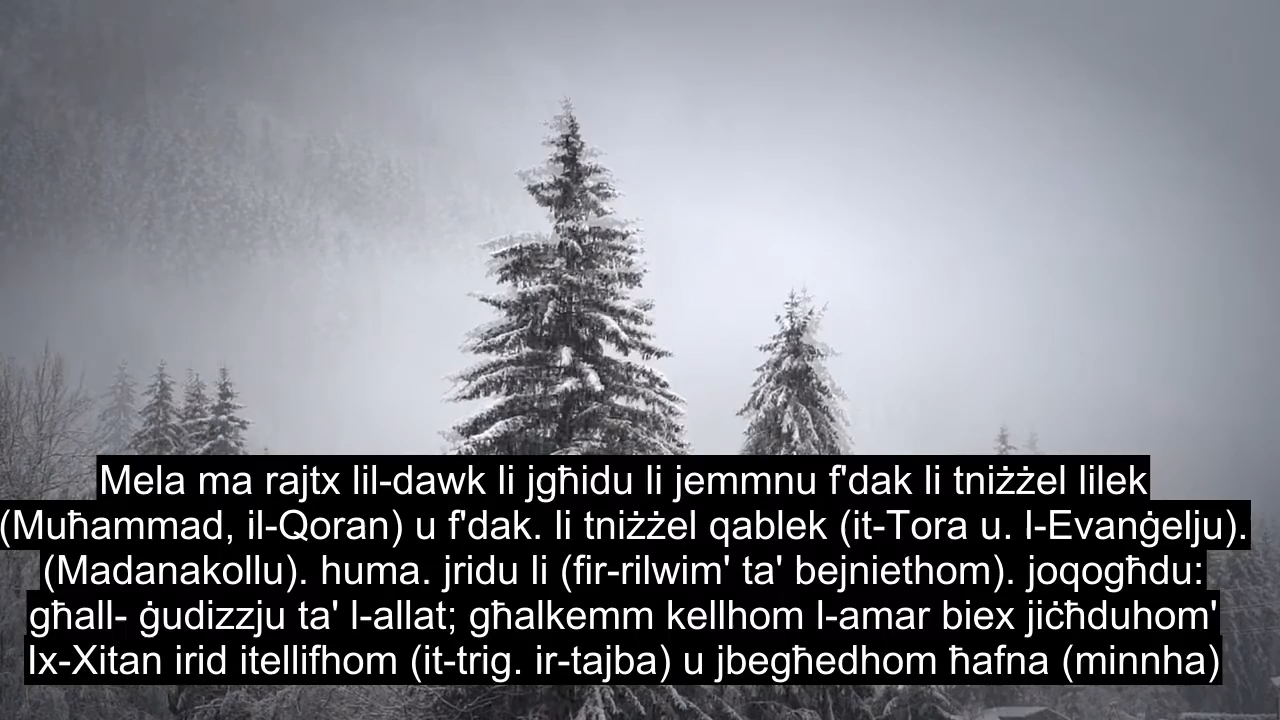 Mela ma rajtx lil-dawk li jgħidu li jemmnu f'dak li tniżżel lilek
(Muħammad, il-Qoran) u f'dak. li tniżżel qablek (it-Tora u. l-Evanġelju).
(Madanakollu). huma. jridu li (fir-rilwim' ta' bejniethom). joqogħdu:
għall- ġudizzju ta' l-allat; għalkemm kellhom l-amar biex jiċħduhom'
Ix-Xitan irid itellifhom (it-trig. ir-tajba) u jbegħedhom ħafna (minnha)